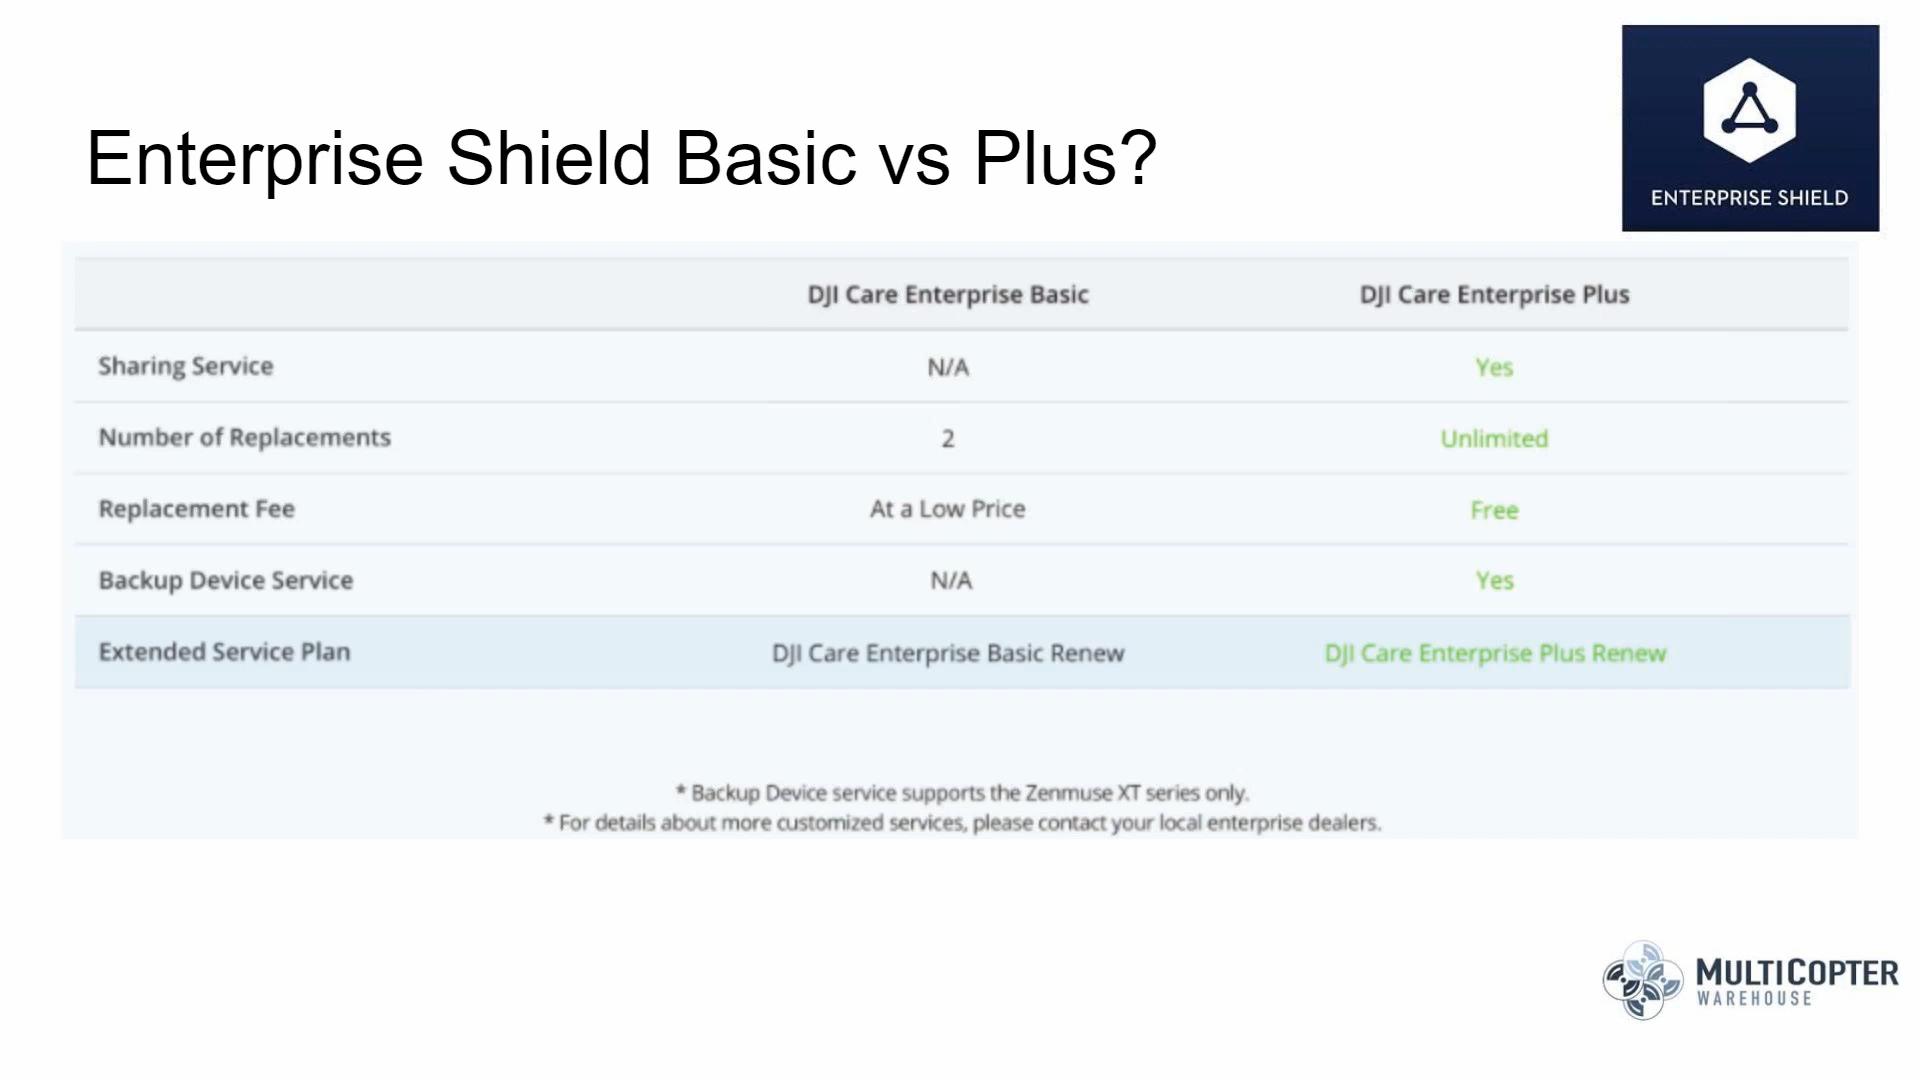 ENTERPRISE SHIELD
Enterprise Shield Basic vs Plus?
DJI Care Enterprise Basic DJI Care Enterprise Plus
Sharing Service N/A Yes
Number of Replacements 2 Unlimited
Replacement Fee At a Low Price Free
Backup Device Service N/A Yes
Extended Service Plan DJI Care Enterprise Basic Renew DJI Care Enterprise Plus Renew
* Backup Device service supports the Zenmuse XT series only.
* For details about more customized services, please contact your local enterprise dealers.
MULTICOPTER
WAREHOUSE